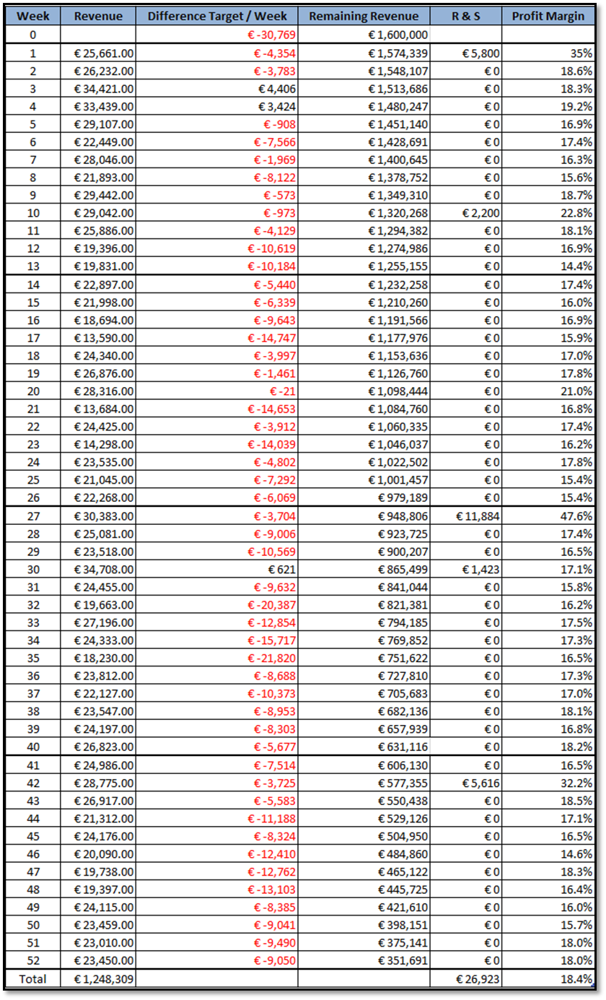 Week Revenue Difference Target / Week Remaining Revenue R & S Profit Margin
0 € -30,769 € 1,600,000
1 € 25,661.00 € -4,354 € 1,574,339 € 5,800 35%
2 € 26,232.00 € -3,783 € 1,548,107 € 0 18.6%
3 € 34,421.00 € 4,406 € 1,513,686 € 0 18.3%
4 € 33,439.00 € 3,424 € 1,480,247 € 0 19.2%
5 € 29,107.00 € -908 € 1,451,140 € 0 16.9%
6 € 22,449.00 € -7,566 € 1,428,691 € 0 17.4%
7 € 28,046.00 € -1,969 € 1,400,645 € 0 16.3%
8 € 21,893.00 € -8,122 € 1,378,752 € 0 15.6%
9 € 29,442.00 € -573 € 1,349,310 € 0 18.7%
10 € 29,042.00 € -973 € 1,320,268 € 2,200 22.8%
11 € 25,886.00 € -4,129 € 1,294,382 € 0 18.1%
12 € 19,396.00 € -10,619 € 1,274,986 € 0 16.9%
13 € 19,831.00 € -10,184 € 1,255,155 € 0 14.4%
14 € 22,897.00 € -5,440 € 1,232,258 € 0 17.4%
15 € 21,998.00 € -6,339 € 1,210,260 € 0 16.0%
16 € 18,694.00 € -9,643 € 1,191,566 € 0 16.9%
17 € 13,590.00 € -14,747 € 1,177,976 € 0 15.9%
18 € 24,340.00 € -3,997 € 1,153,636 € 0 17.0%
19 € 26,876.00 € -1,461 € 1,126,760 € 0 17.8%
20 € 28,316.00 € -21 € 1,098,444 € 0 21.0%
21 € 13,684.00 € -14,653 € 1,084,760 € 0 16.8%
22 € 24,425.00 € -3,912 € 1,060,335 € 0 17.4%
23 € 14,298.00 € -14,039 € 1,046,037 € 0 16.2%
24 € 23,535.00 € -4,802 € 1,022,502 € 0 17.8%
25 € 21,045.00 € -7,292 € 1,001,457 € 0 15.4%
26 € 22,268.00 € -6,069 € 979,189 € 0 15.4%
27 € 30,383.00 € -3,704 € 948,806 € 11,884 47.6%
28 € 25,081.00 € -9,006 € 923,725 € 0 17.4%
29 € 23,518.00 € -10,569 € 900,207 € 0 16.5%
30 € 34,708.00 € 621 € 865,499 € 1,423 17.1%
31 € 24,455.00 € -9,632 € 841,044 € 0 15.8%
32 € 19,663.00 € -20,387 € 821,381 € 0 16.2%
33 € 27,196.00 € -12,854 € 794,185 € 0 17.5%
34 € 24,333.00 € -15,717 € 769,852 € 0 17.3%
35 € 18,230.00 € -21,820 € 751,622 € 0 16.5%
36 € 23,812.00 € -8,688 € 727,810 € 0 17.3%
37 € 22,127.00 € -10,373 € 705,683 € 0 17.0%
38 € 23,547.00 € -8,953 € 682,136 € 0 18.1%
39 € 24,197.00 € -8,303 € 657,939 € 0 16.8%
40 € 26,823.00 € -5,677 € 631,116 € 0 18.2%
41 € 24,986.00 € -7,514 € 606,130 € 0 16.5%
42 € 28,775.00 € -3,725 € 577,355 € 5,616 32.2%
43 € 26,917.00 € -5,583 € 550,438 € 0 18.5%
44 € 21,312.00 € -11,188 € 529,126 € 0 17.1%
45 € 24,176.00 € -8,324 € 504,950 € 0 16.5%
46 € 20,090.00 € -12,410 € 484,860 € 0 14.6%
47 € 19,738.00 € -12,762 € 465,122 € 0 18.3%
48 € 19,397.00 € -13,103 € 445,725 € 0 16.4%
49 € 24,115.00 € -8,385 € 421,610 € 0 16.0%
50 € 23,459.00 € -9,041 € 398,151 € 0 15.7%
51 € 23,010.00 € -9,490 € 375,141 € 0 18.0%
52 € 23,450.00 € -9,050 € 351,691 € 0 18.0%
Total € 1,248,309 € 26,923 18.4%